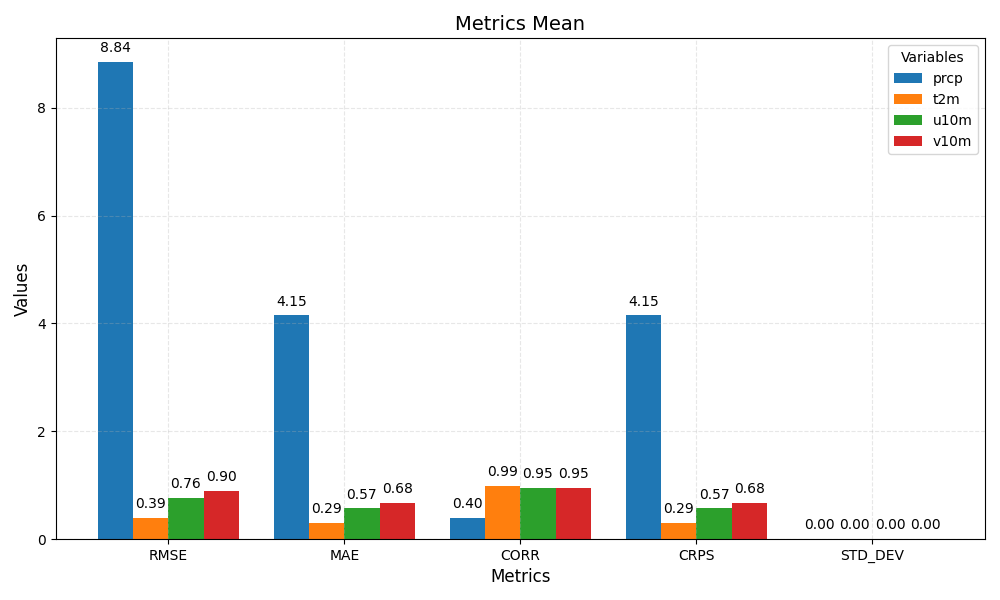 Metrics Mean
Values
8
6
4
2
0
8.84
0.39
0.76
0.90
4.15
0.29
0.57
0.68
0.40
0.99
0.95
0.95
4.15
0.29
0.57
0.68
0.00
0.00
0.00
0.00
Variables
prcp
t2m
u10m
v10m
RMSE
MAE
CORR
CRPS
STD_DEV
Metrics